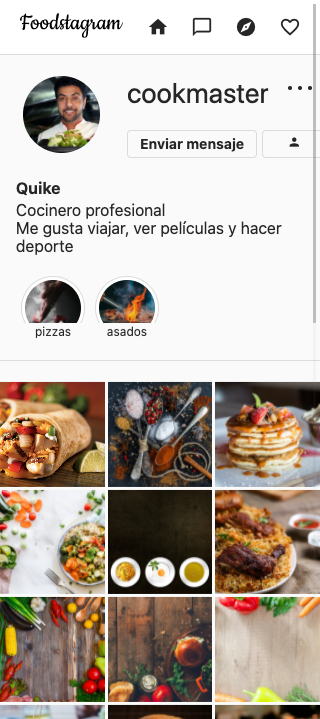 Foodstagram
cookmaster
Enviar mensaje
Quike
Cocinero profesional
Me gusta viajar, ver películas y hacer
deporte
pizzas
asados